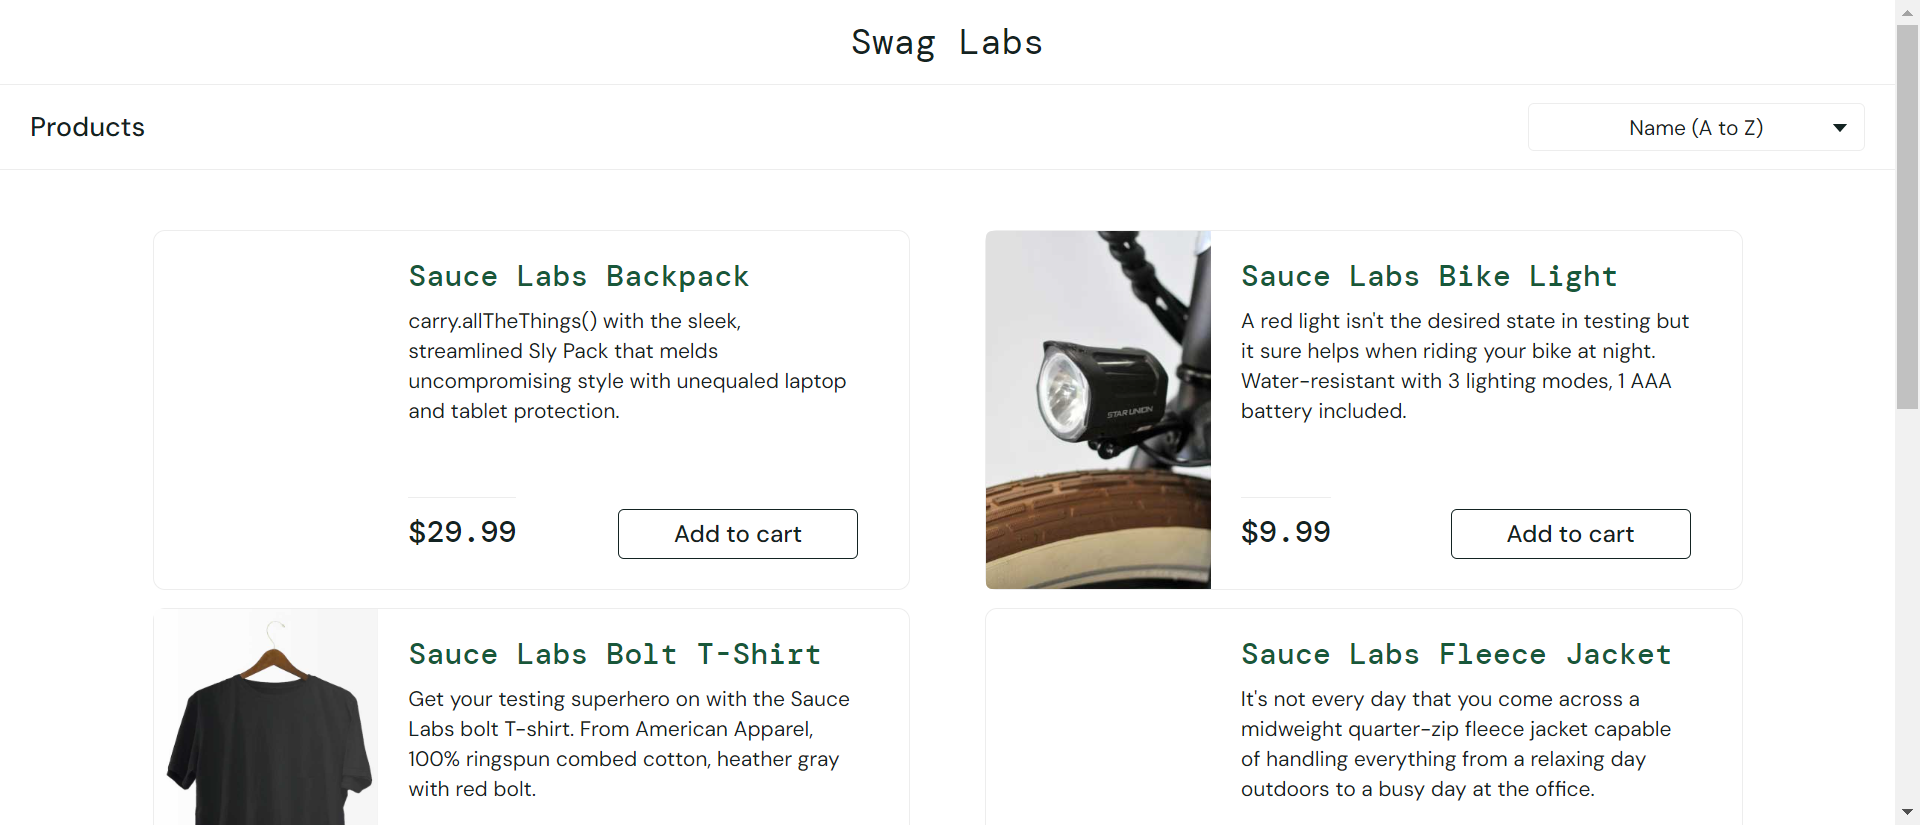 Swag Labs
Products
Name (A to Z)
Sauce Labs Backpack
carry.allTheThings() with the sleek,
streamlined Sly Pack that melds
uncompromising style with unequaled laptop
and tablet protection.
$29.99
Add to cart
STAR UNION
Sauce Labs Bike Light
A red light isn't the desired state in testing but
it sure helps when riding your bike at night.
Water-resistant with 3 lighting modes, 1 AAA
battery included.
$9.99
Add to cart
Sauce Labs Bolt T-Shirt
Get your testing superhero on with the Sauce
Labs bolt T-shirt. From American Apparel,
100% ringspun combed cotton, heather gray
with red bolt.
Sauce Labs Fleece Jacket
It's not every day that you come across a
midweight quarter-zip fleece jacket capable
of handling everything from a relaxing day
outdoors to a busy day at the office.